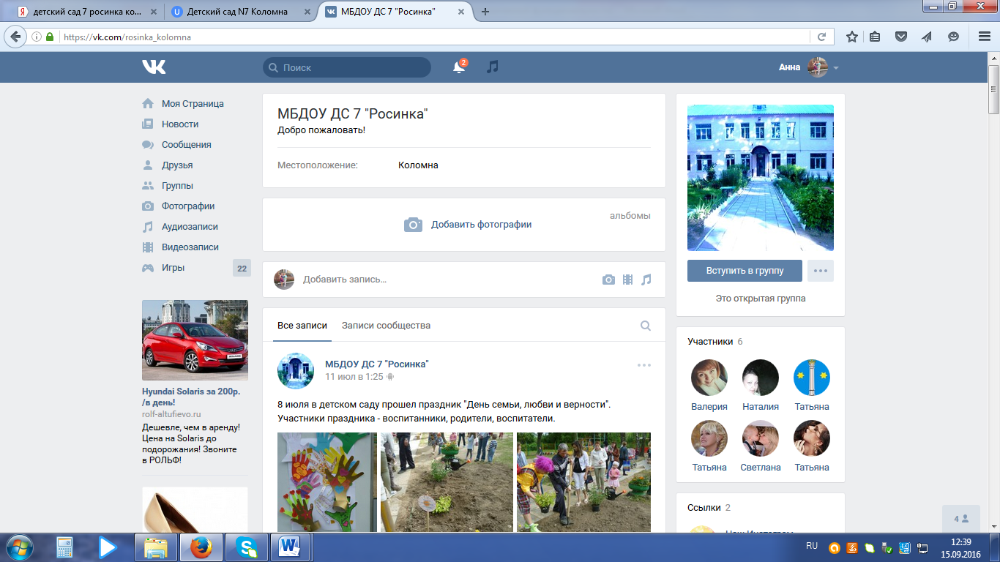 детский сад 7 росинка ко...
Детский сад N7 Коломна
МБДОУ ДС 7 "Росинка"
https://vk.com/rosinka_kolomna
Поиск
2
Анна
Моя Страница
Новости
Сообщения
Друзья
Группы
Фотографии
Аудиозаписи
Видеозаписи
Игры
22
Hyundai Solaris за 200р.
/в день!
rolf-altufievo.ru
Дешевле, чем в аренду!
Цена на Solaris до
подорожания! Звоните
в РОЛЬФ!
МБДОУ ДС 7 "Росинка"
Добро пожаловать!
Местоположение: Коломна
Добавить фотографии
альбомы
Добавить запись...
Все записи Записи сообщества
МБДОУ ДС 7 "Росинка"
11 июл в 1:25
8 июля в детском саду прошел праздник "День семьи, любви и верности".
Участники праздника - воспитанники, родители, воспитатели.
Вступить в группу
Это открытая группа
Участники 6
Валерия Наталия Татьяна
Татьяна Светлана Татьяна
Ссылки 2
Наш Инстаграм
4
RU
12:39
15.09.2016